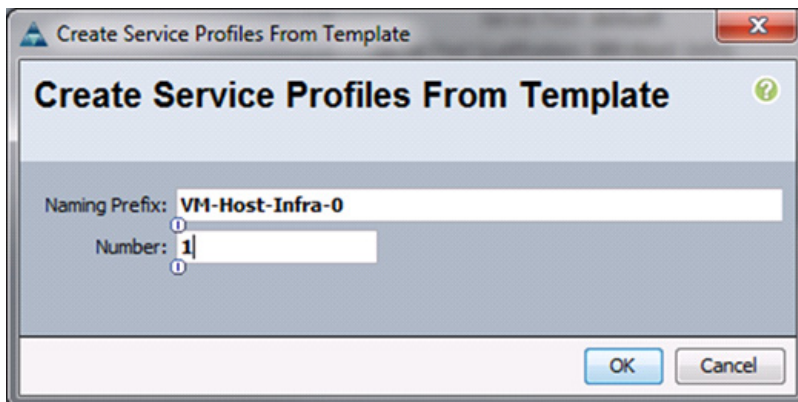 Create Service Profiles From Template
Create Service Profiles From Template
Naming Prefix: VM-Host-Infra-0
Number: 1
OK Cancel